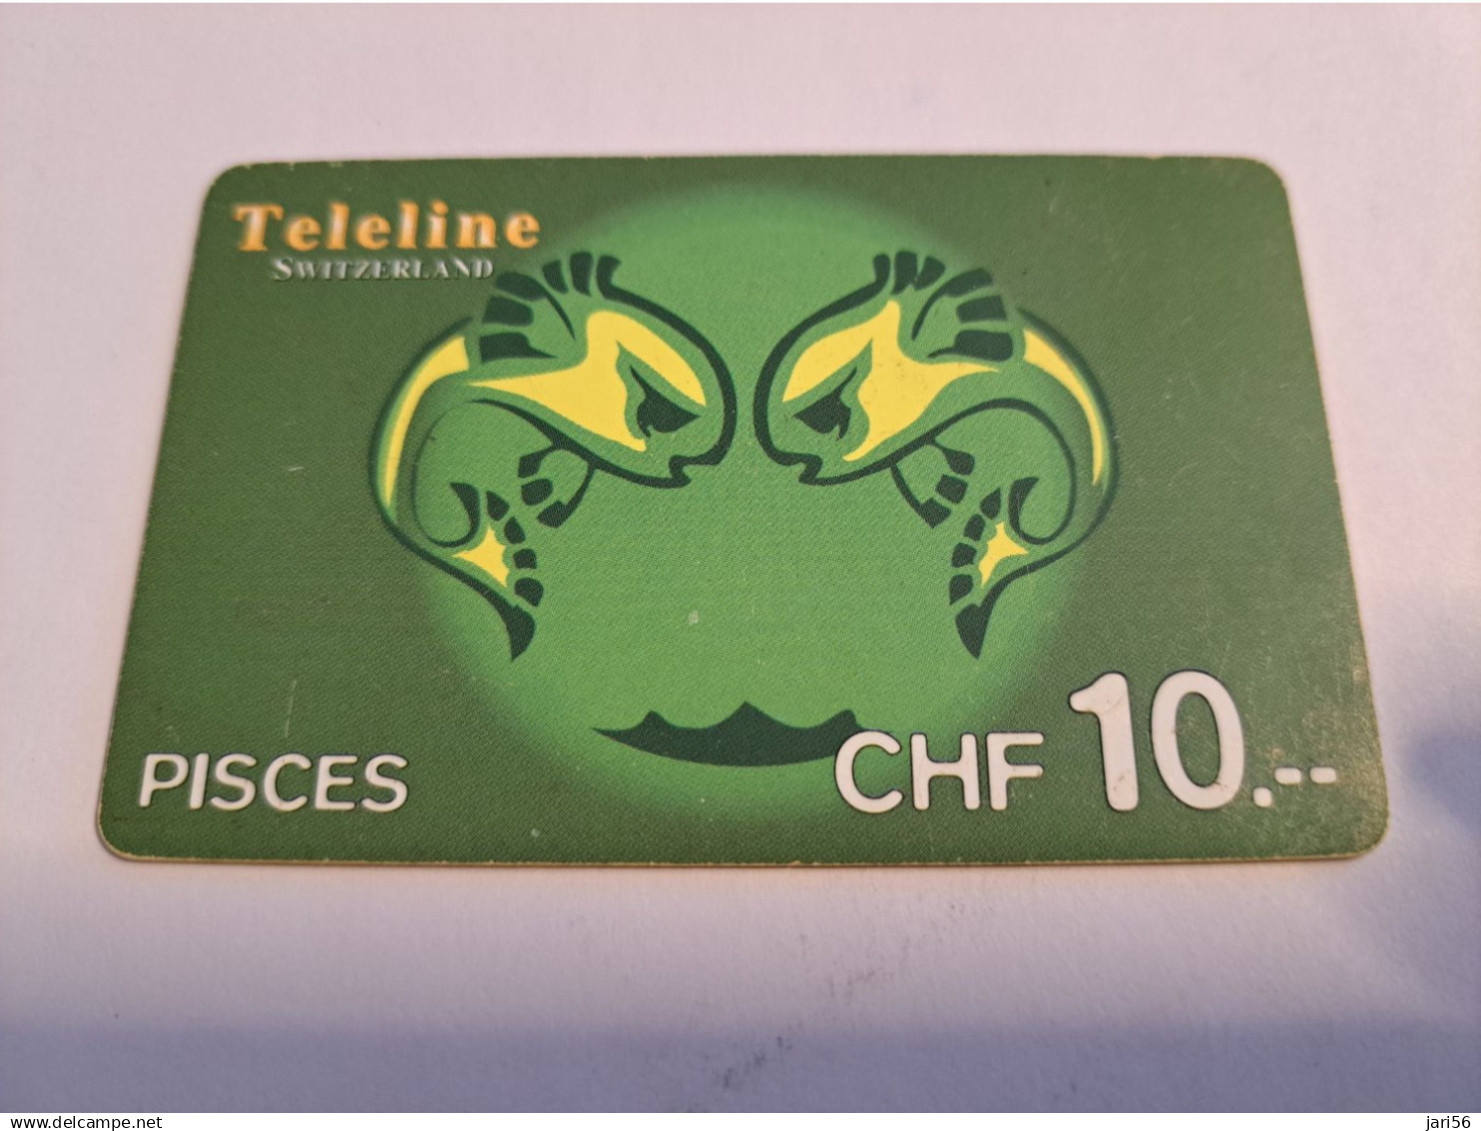 Teleline
SWITZERLAND
PISCES
CHF 10.--
www.delcampe.net
jari56